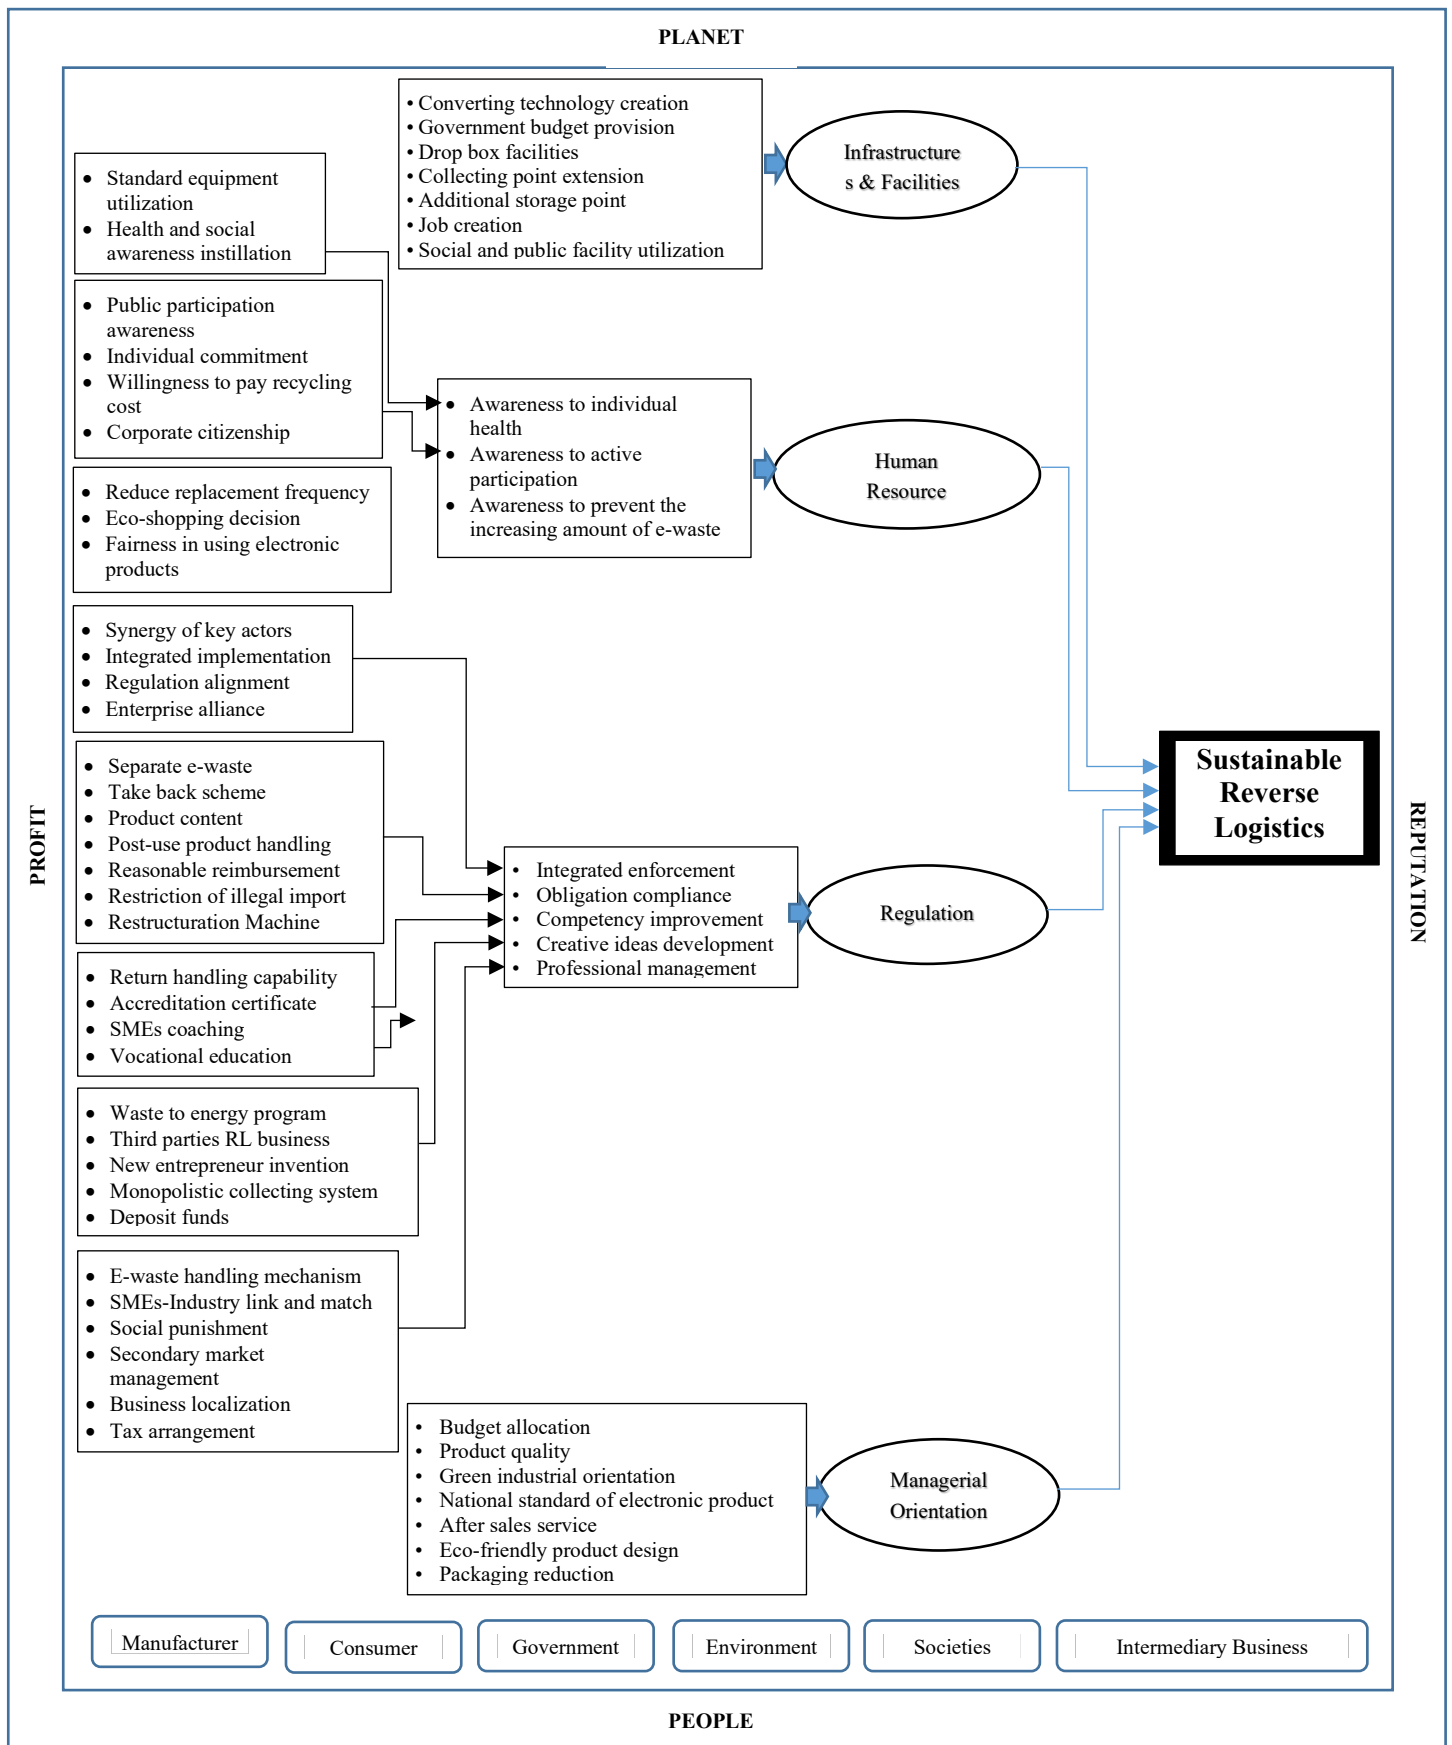 PLANET
• Converting technology creation
• Government budget provision
• Drop box facilities
• Collecting point extension
• Additional storage point
• Job creation
• Social and public facility utilization
Infrastructure
s & Facilities
• Standard equipment
utilization
• Health and social
awareness instillation
• Public participation
awareness
• Individual commitment
• Willingness to pay recycling
cost
• Corporate citizenship
• Awareness to individual
health
• Awareness to active
participation
• Awareness to prevent the
increasing amount of e-waste
Human
Resource
• Reduce replacement frequency
• Eco-shopping decision
• Fairness in using electronic
products
• Synergy of key actors
• Integrated implementation
• Regulation alignment
• Enterprise alliance
• Separate e-waste
• Take back scheme
• Product content
• Post-use product handling
• Reasonable reimbursement
• Restriction of illegal import
• Restructuration Machine
PROFIT
Sustainable
Reverse
Logistics
REPUTATION
• Integrated enforcement
• Obligation compliance
• Competency improvement
• Creative ideas development
• Professional management
Regulation
• Return handling capability
• Accreditation certificate
• SMEs coaching
• Vocational education
• Waste to energy program
• Third parties RL business
• New entrepreneur invention
• Monopolistic collecting system
• Deposit funds
• E-waste handling mechanism
• SMEs-Industry link and match
• Social punishment
• Secondary market
management
• Business localization
• Tax arrangement
• Budget allocation
• Product quality
• Green industrial orientation
• National standard of electronic product
• After sales service
• Eco-friendly product design
• Packaging reduction
Managerial
Orientation
Manufacturer
Consumer
Government
Environment
Societies
Intermediary Business
PEOPLE